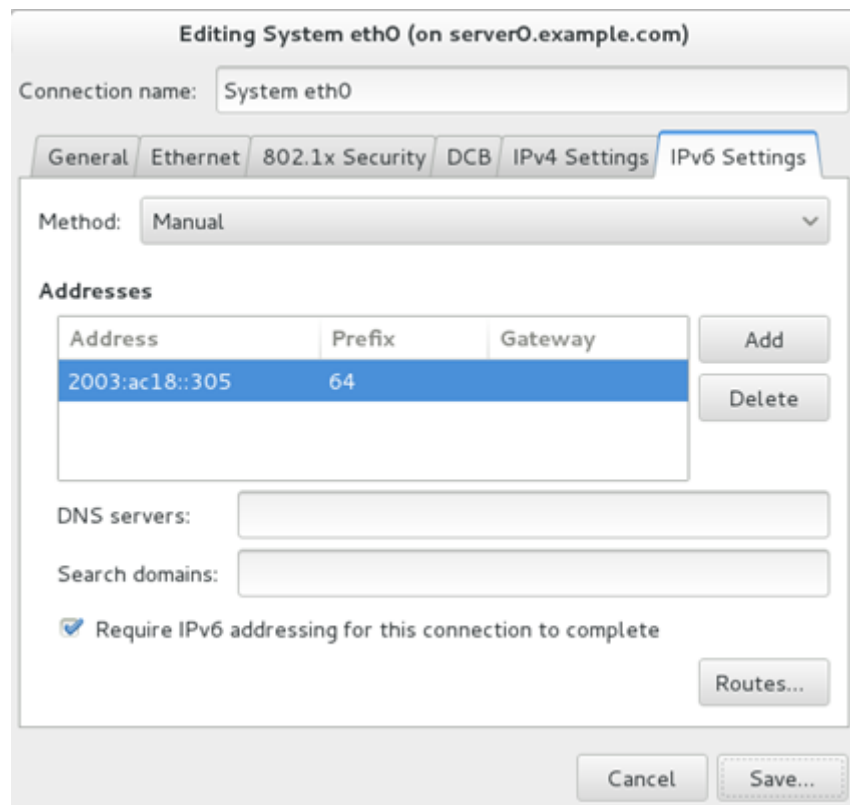 Editing System eth0 (on server0.example.com)
Connection name: System eth0
General Ethernet 802.1x Security DCB IPv4 Settings IPv6 Settings
Method: Manual
Addresses
Address Prefix Gateway Add
2003:ac18::305 64
Delete
DNS servers:
Search domains:
Require IPv6 addressing for this connection to complete
Routes...
Cancel Save...